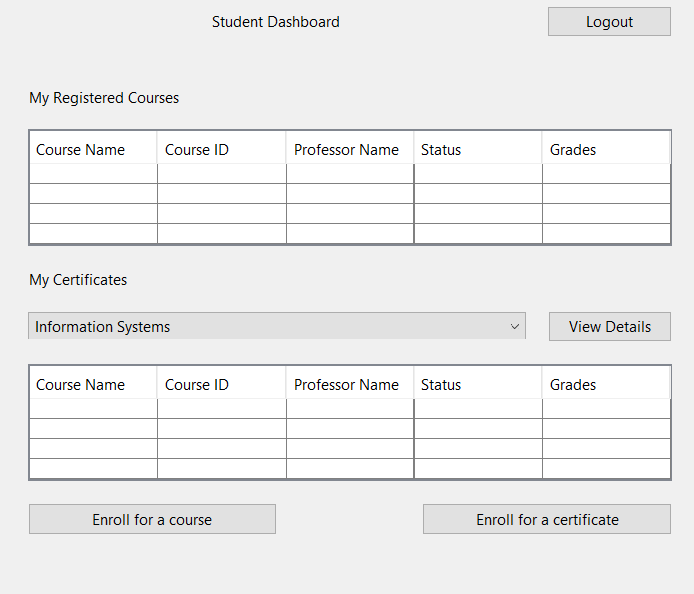 Student Dashboard Logout
My Registered Courses
Course Name Course ID Professor Name Status Grades
My Certificates
Information Systems View Details
Course Name Course ID Professor Name Status Grades
Enroll for a course Enroll for a certificate